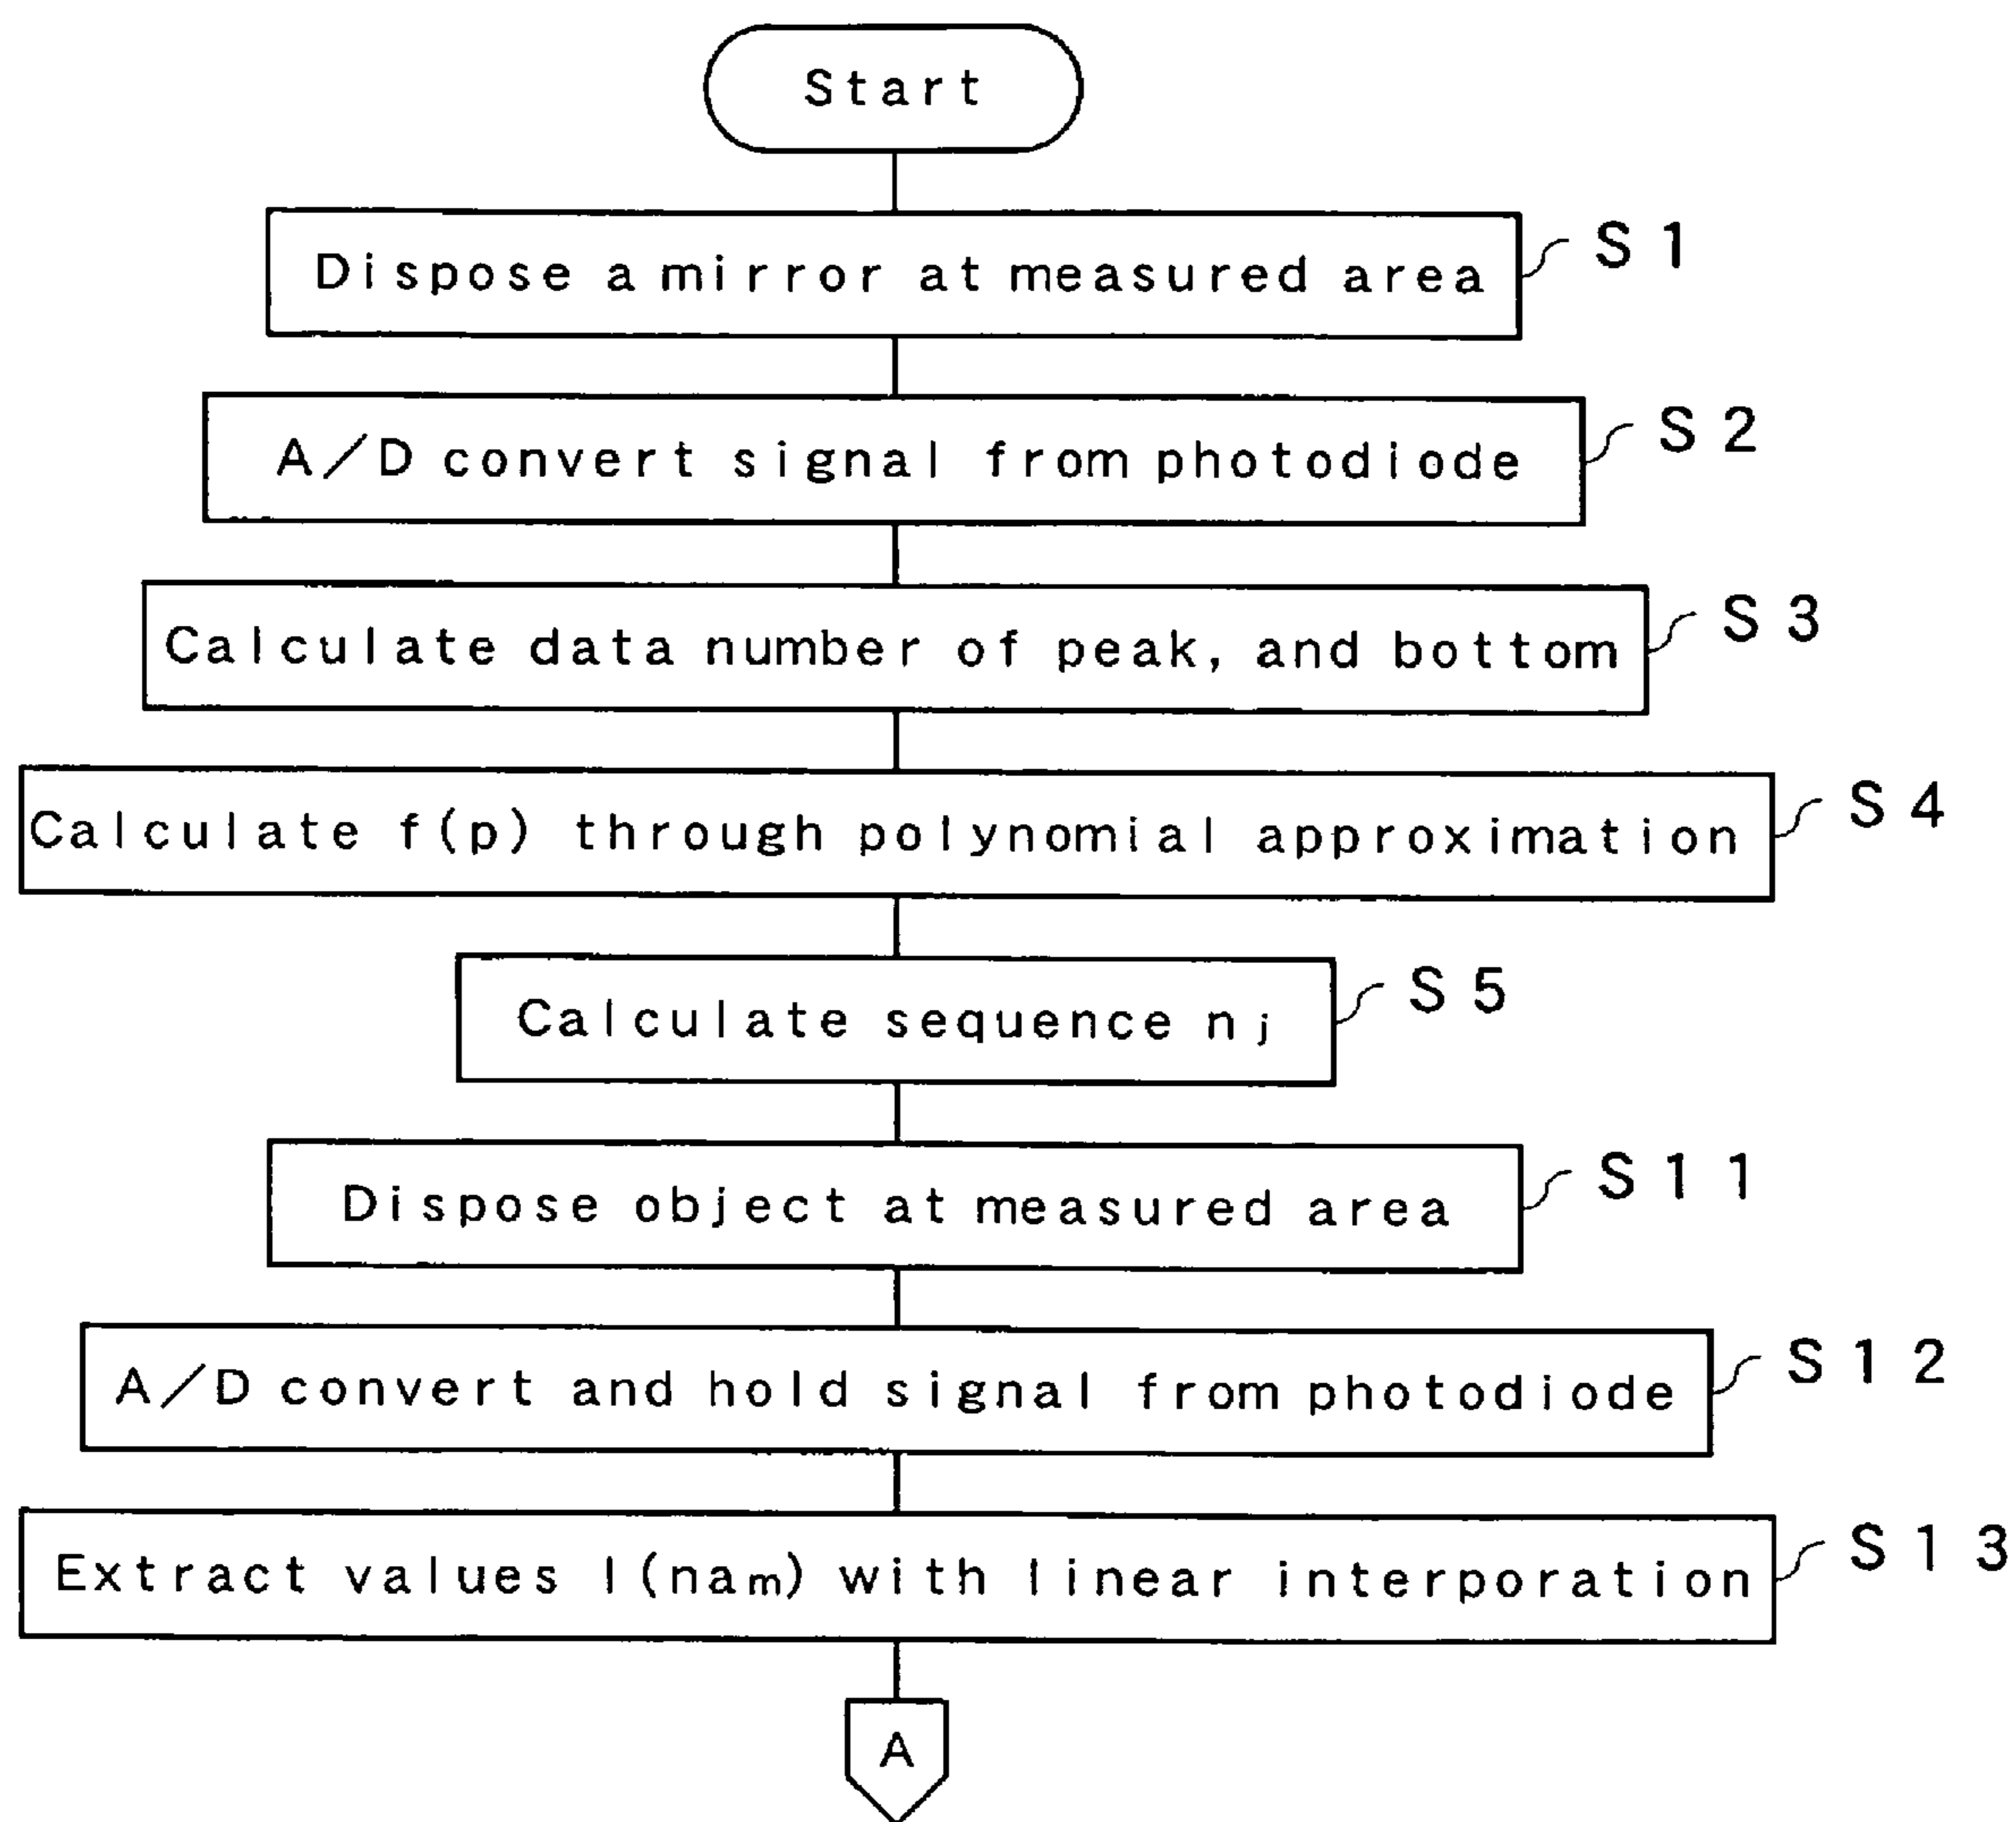 Start
Dispose a mirror at measured area
S1
A/D convert signal from photodiode
S2
Calculate data number of peak, and bottom
S3
Calculate f(p) through polynomial approximation
S4
Calculate sequence nj
S5
Dispose object at measured area
S11
A/D convert and hold signal from photodiode
S12
Extract values I(nam) with linear interporation
S13
A